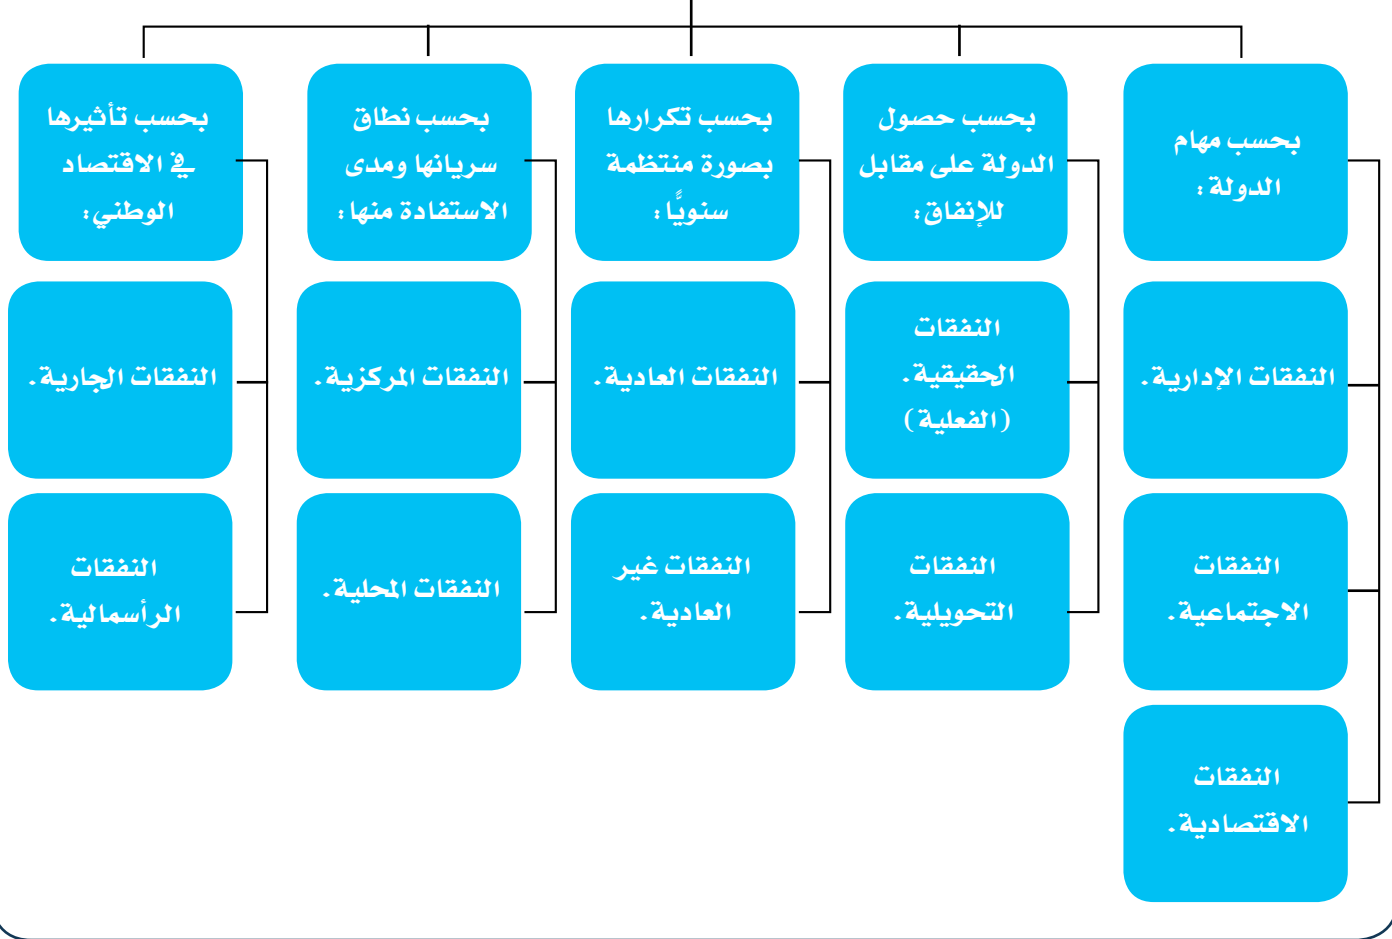 بحسب مهام
الدولة:
النفقات الإدارية.
النفقات
الاجتماعية.
النفقات
الاقتصادية.
بحسب حصول
الدولة على مقابل
للإنفاق:
النفقات
الحقيقية.
(الفعلية)
النفقات
التحويلية.
بحسب تكرارها
بصورة منتظمة
سنويًّا:
النفقات العادية.
النفقات غير
العادية.
بحسب نطاق
سريانها ومدى
الاستفادة منها:
النفقات المركزية.
النفقات المحلية.
بحسب تأثيرها
في الاقتصاد
الوطني:
النفقات الجارية.
النفقات
الرأسمالية.